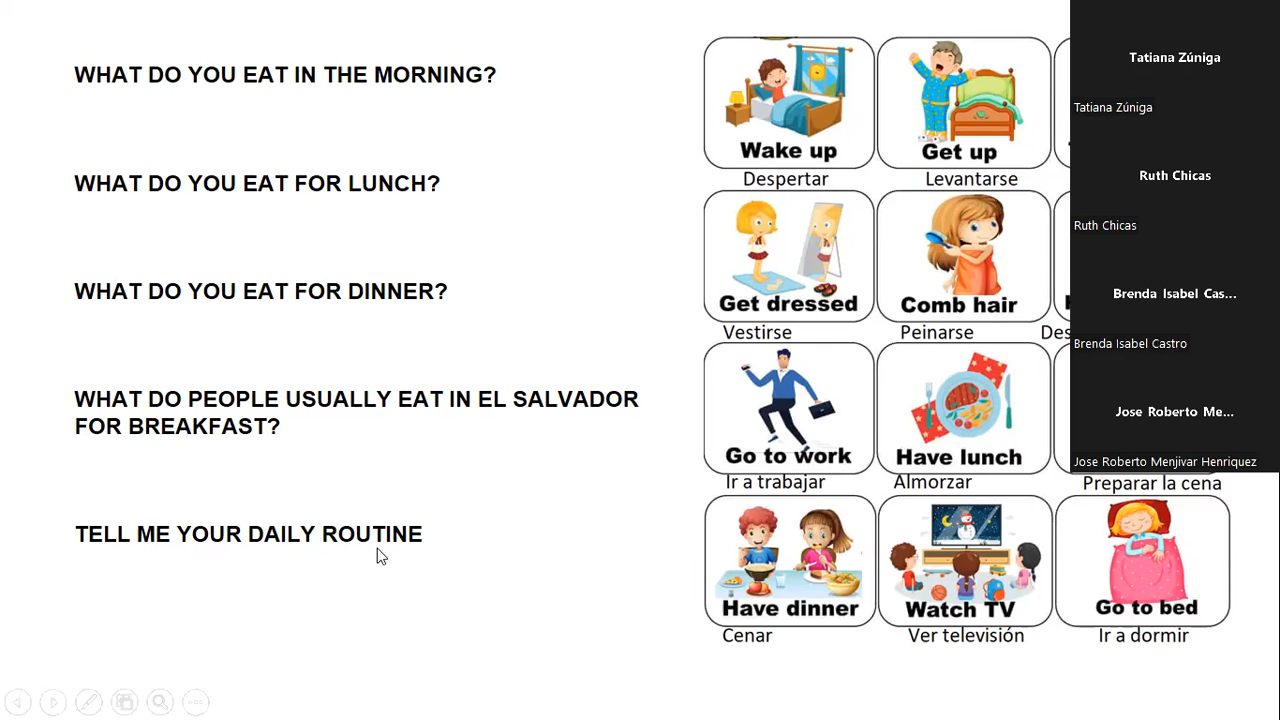 WHAT DO YOU EAT IN THE MORNING?
WHAT DO YOU EAT FOR LUNCH?
WHAT DO YOU EAT FOR DINNER?
WHAT DO PEOPLE USUALLY EAT IN EL SALVADOR
FOR BREAKFAST?
TELL ME YOUR DAILY ROUTINE
Wake up
Get up
Despertar
Levantarse
Get dressed
Comb hair
Vestirse
Peinarse
Go to work
Have lunch
Ir a trabajar
Almorzar
Preparar la cena
Have dinner
Watch TV
Go to bed
Cenar
Ver televisión
Ir a dormir
Tatiana Zúniga
Tatiana Zúniga
Ruth Chicas
Ruth Chicas
Brenda Isabel Cas...
Brenda Isabel Castro
Jose Roberto Me...
Jose Roberto Menjivar Henriquez